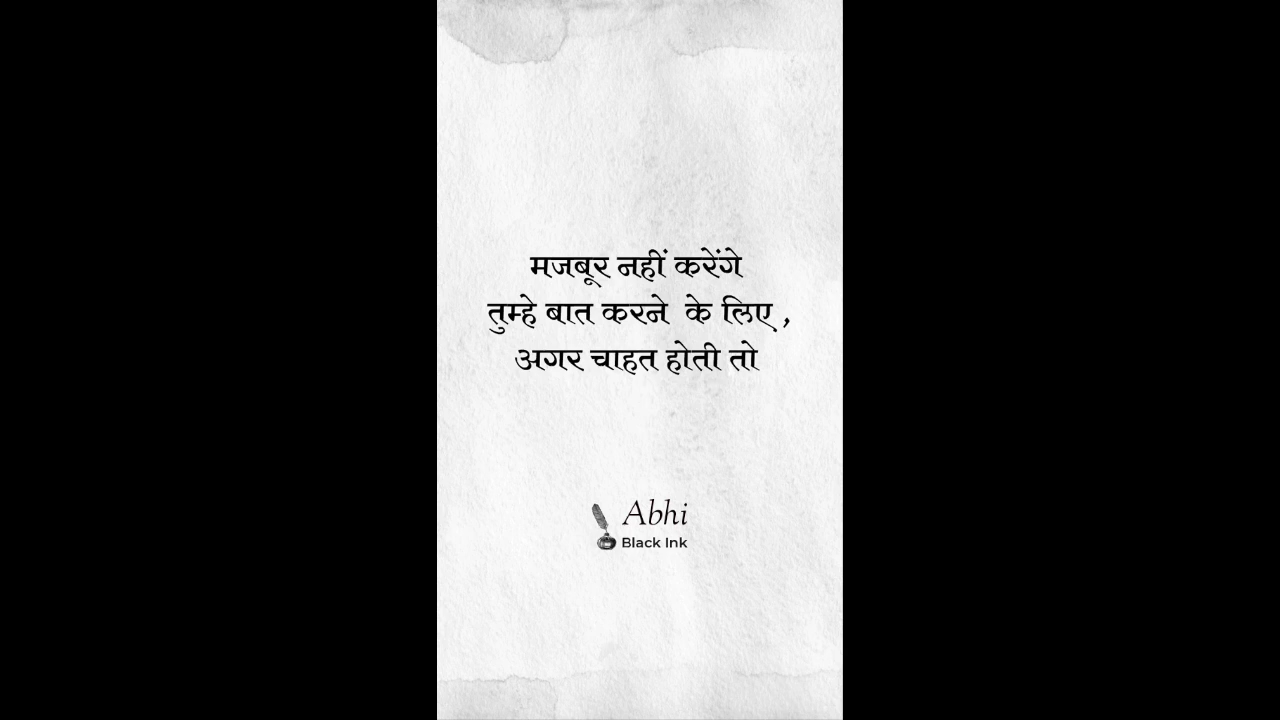 मजबूर नहीं करेंगे
तुम्हे बात करने के लिए ,
अगर चाहत होती तो
Abhi
Black Ink